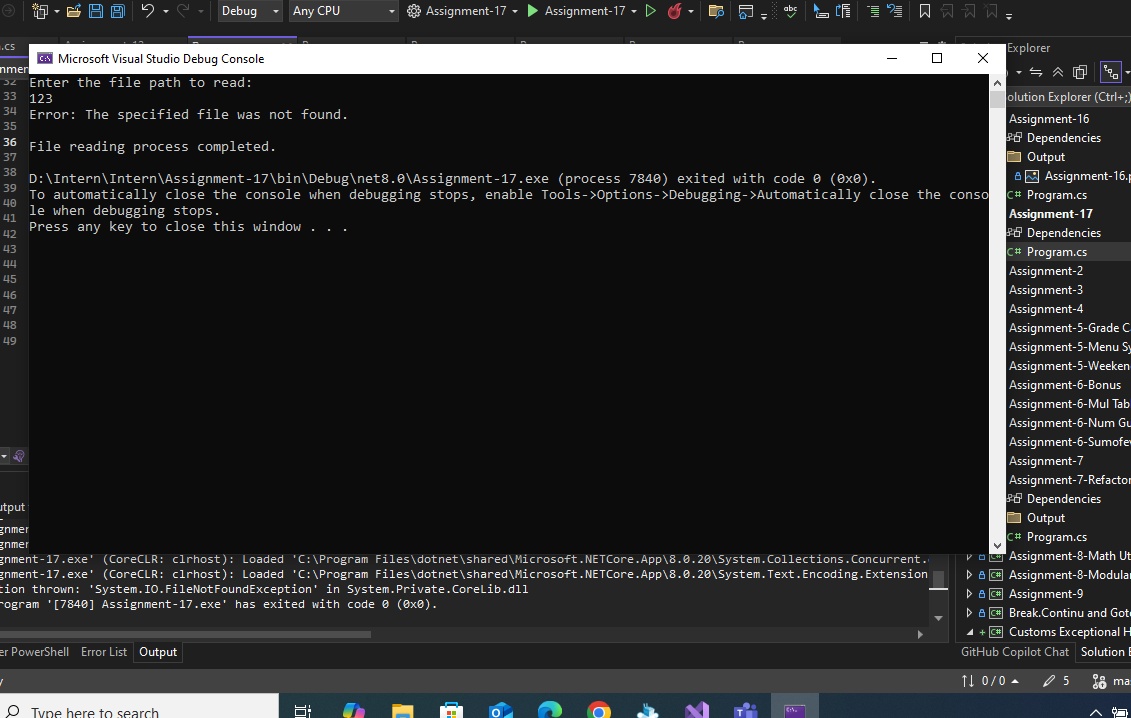 Debug
Any CPU
Assignment-17
Assignment-17
abc
.cs
Microsoft Visual Studio Debug Console
Explorer
olution Explorer (Ctrl+;)
32
33
34
35
36
37
38
39
40
41
42
43
44
45
46
47
48
49
Enter the file path to read:
123
Error: The specified file was not found.
File reading process completed.
D:\Intern\Intern\Assignment-17\bin\Debug\net8.0\Assignment-17.exe (process 7840) exited with code 0 (0x0).
To automatically close the console when debugging stops, enable Tools->Options->Debugging->Automatically close the conso
le when debugging stops.
Press any key to close this window . . .
Assignment-16
Dependencies
Output
Assignment-16.p
C# Program.cs
Assignment-17
Dependencies
C# Program.cs
Assignment-2
Assignment-3
Assignment-4
Assignment-5-Grade C
Assignment-5-Menu Sy
Assignment-5-Weeken
Assignment-6-Bonus
Assignment-6-Mul Tab
Assignment-6-Num Gu
Assignment-6-Sumofev
Assignment-7
Assignment-7-Refactor
Dependencies
Output
C# Program.cs
C# Assignment-8-Math Ut
C# Assignment-8-Modular
C# Assignment-9
C# Break.Continu and Goto
C# Customs Exceptional H
utput
gnment-17.exe' (CoreCLR: clrhost): Loaded 'C:\Program Files\dotnet\shared\Microsoft.NETCore.App\8.0.20\System.Collections.Concurrent.
gnment-17.exe' (CoreCLR: clrhost): Loaded 'C:\Program Files\dotnet\shared\Microsoft.NETCore.App\8.0.20\System.Text.Encoding.Extension
tion thrown: 'System.IO.FileNotFoundException' in System.Private.CoreLib.dll
rogram '[7840] Assignment-17.exe' has exited with code 0 (0x0).
er PowerShell
Error List
Output
GitHub Copilot Chat
Solution E
0 / 0
5
ma
Type here to search